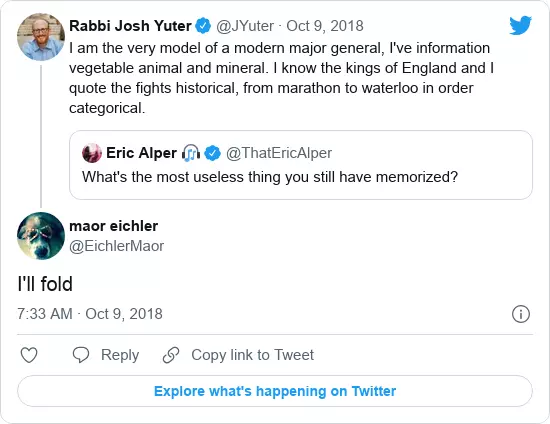 Rabbi Josh Yuter @JYuter · Oct 9, 2018
I am the very model of a modern major general, I've information
vegetable animal and mineral. I know the kings of England and I
quote the fights historical, from marathon to waterloo in order
categorical.
Eric Alper 🎧 @ThatEricAlper
What's the most useless thing you still have memorized?
maor eichler
@EichlerMaor
I'll fold
7:33 AM · Oct 9, 2018
Reply Copy link to Tweet
Explore what's happening on Twitter